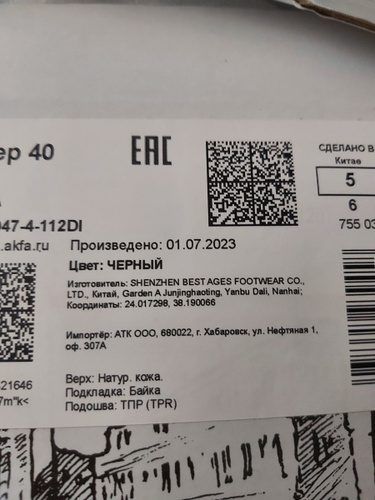 ер 40
EAC
СДЕЛАНО В
Китае
5
6
755 03
047-4-112DI
.akfa.ru Произведено: 01.07.2023
Цвет: ЧЕРНЫЙ
Изготовитель: SHENZHEN BEST AGES FOOTWEAR CO.,
LTD., Китай, Garden A Junjinghaoting, Yanbu Dali, Nanhai;
Координаты: 24.017298, 38.190066
Импортёр: АТК ООО, 680022, г. Хабаровск, ул. Нефтяная 1,
оф. 307А
21646
7m"k<
Верх: Натур. кожа.
Подкладка: Байка
Подошва: ТПР (TPR)